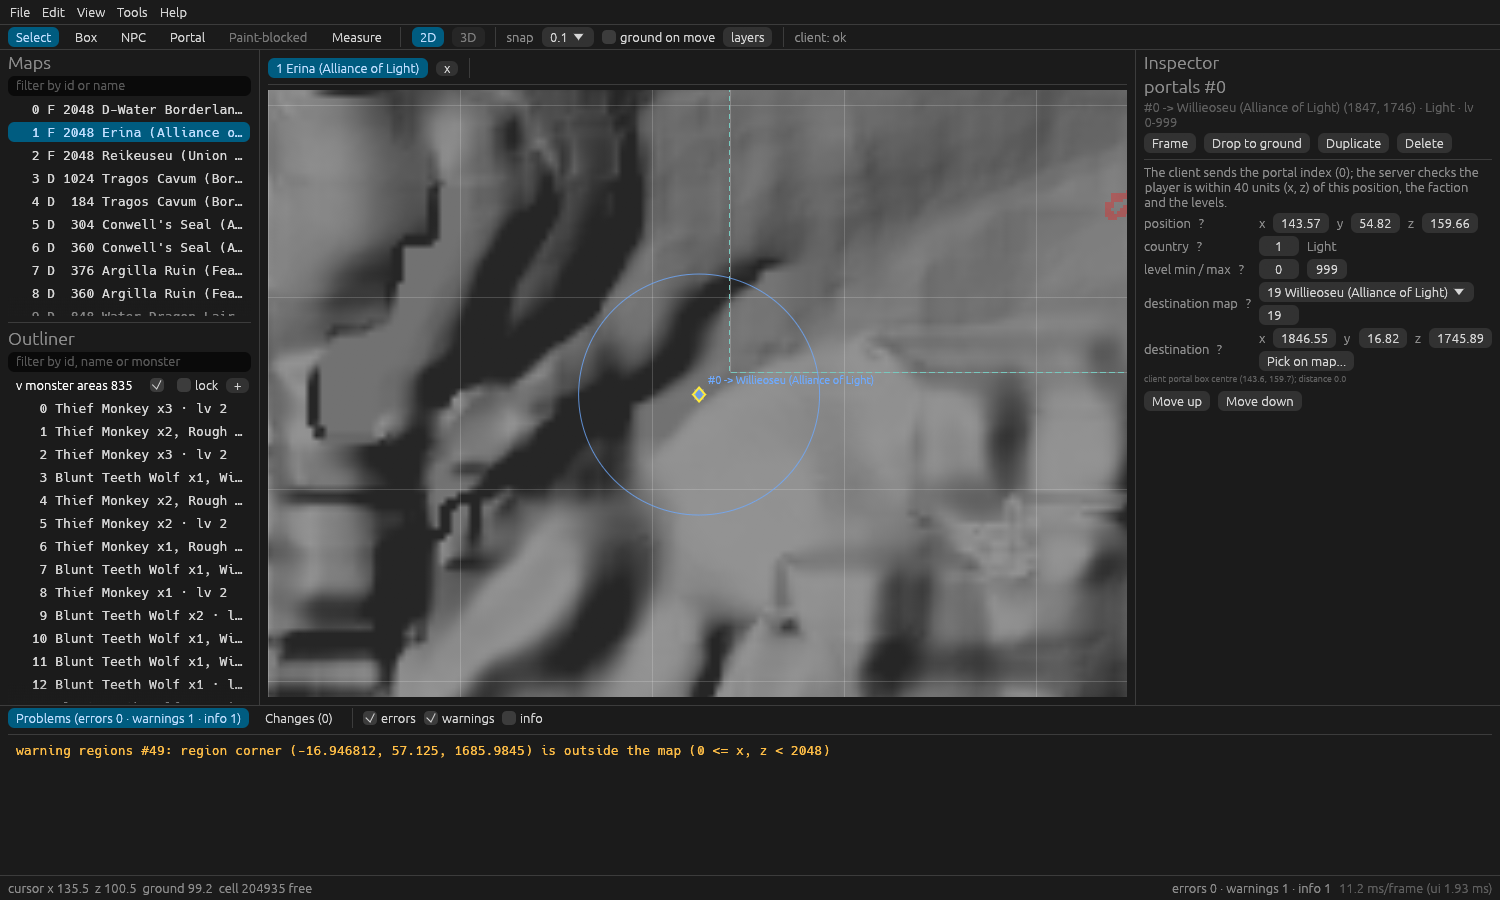 File Edit View Tools Help
Select Box NPC Portal Paint-blocked Measure 2D 3D snap 0.1 ground on move layers client: ok
Maps
filter by id or name
0 F 2048 D-Water Borderlan…
1 F 2048 Erina (Alliance o…
2 F 2048 Reikeuseu (Union …
3 D 1024 Tragos Cavum (Bor…
4 D 184 Tragos Cavum (Bor…
5 D 304 Conwell's Seal (A…
6 D 360 Conwell's Seal (A…
7 D 376 Argilla Ruin (Fea…
8 D 360 Argilla Ruin (Fea…
Outliner
filter by id, name or monster
v monster areas 835 lock +
0 Thief Monkey x3 · lv 2
1 Thief Monkey x2, Rough …
2 Thief Monkey x3 · lv 2
3 Blunt Teeth Wolf x1, Wi…
4 Thief Monkey x2, Rough …
5 Thief Monkey x2 · lv 2
6 Thief Monkey x1, Rough …
7 Blunt Teeth Wolf x1, Wi…
8 Thief Monkey x1 · lv 2
9 Blunt Teeth Wolf x2 · l…
10 Blunt Teeth Wolf x1, Wi…
11 Blunt Teeth Wolf x1, Wi…
12 Blunt Teeth Wolf x1 · l…
1 Erina (Alliance of Light) x
#0 -> Willieoseu (Alliance of Light)
Inspector
portals #0
#0 -> Willieoseu (Alliance of Light) (1847, 1746) · Light · lv
0-999
Frame Drop to ground Duplicate Delete
The client sends the portal index (0); the server checks the
player is within 40 units (x, z) of this position, the faction
and the levels.
position ? x 143.57 y 54.82 z 159.66
country ? 1 Light
level min / max ? 0 999
destination map ? 19 Willieoseu (Alliance of Light)
19
destination ? x 1846.55 y 16.82 z 1745.89
Pick on map...
client portal box centre (143.6, 159.7); distance 0.0
Move up Move down
Problems (errors 0 · warnings 1 · info 1) Changes (0) errors warnings info
warning regions #49: region corner (-16.946812, 57.125, 1685.9845) is outside the map (0 <= x, z < 2048)
cursor x 135.5 z 100.5 ground 99.2 cell 204935 free
errors 0 · warnings 1 · info 1 11.2 ms/frame (ui 1.93 ms)